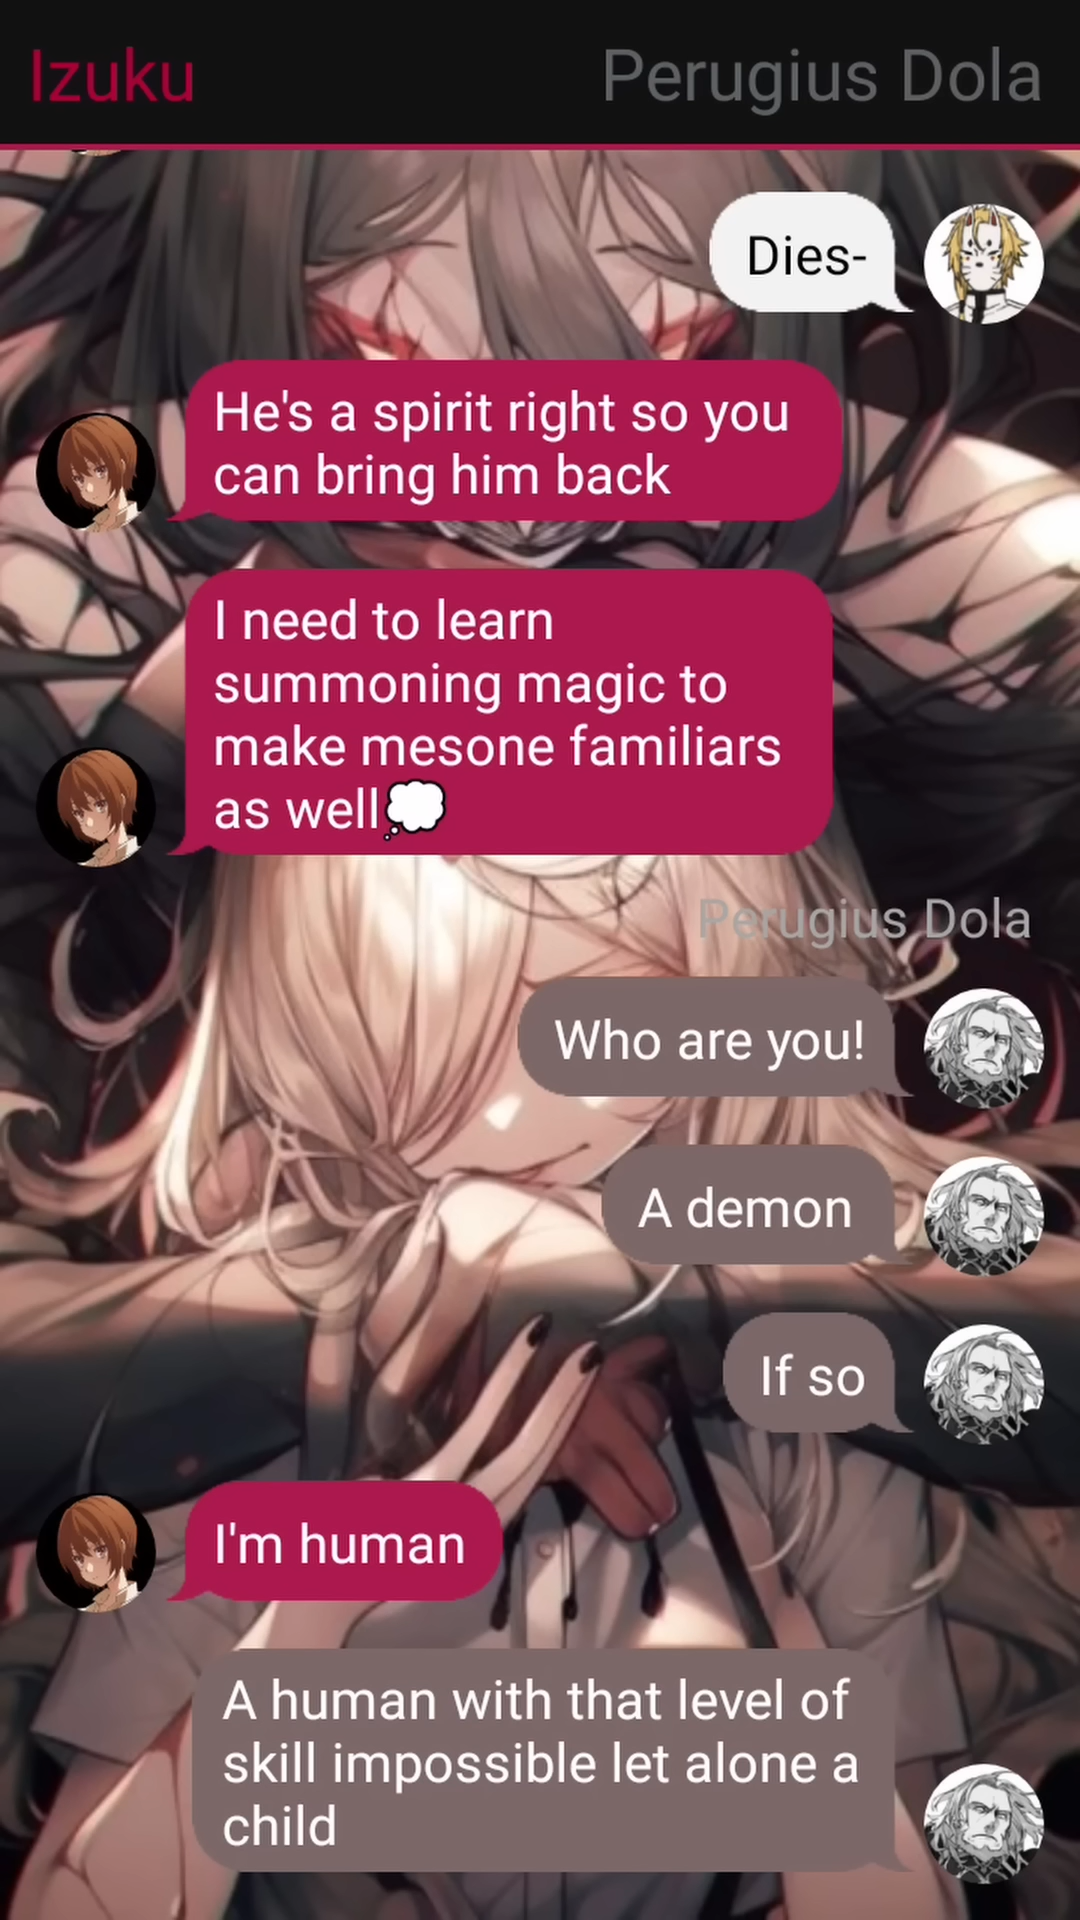 Izuku
Perugius Dola
Dies-
He's a spirit right so you
can bring him back
I need to learn
summoning magic to
make mesone familiars
as well💭
Perugius Dola
Who are you!
A demon
If so
I'm human
A human with that level of
skill impossible let alone a
child